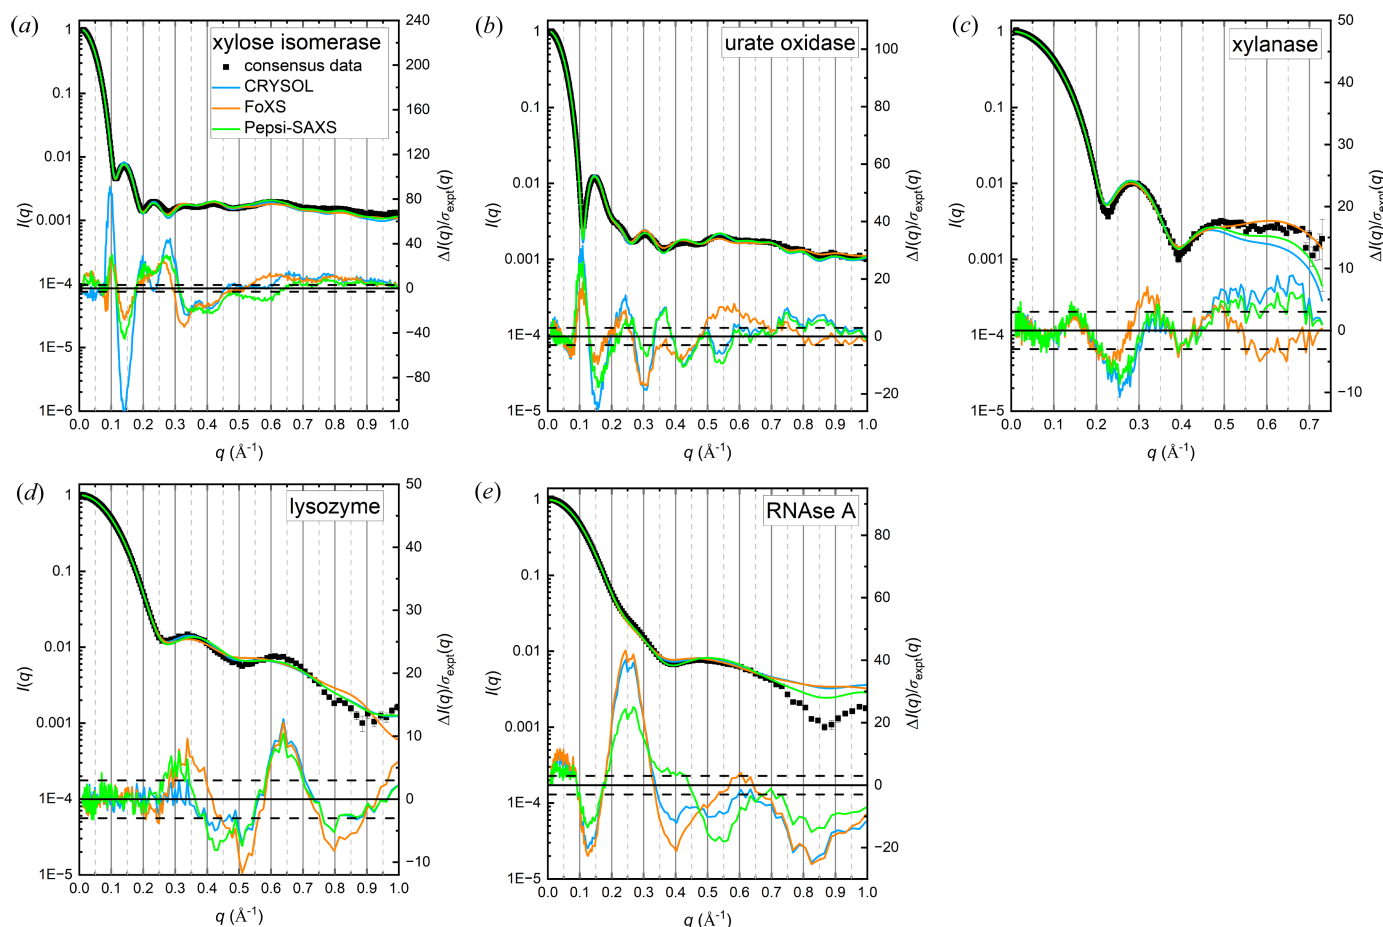 (a)
xylose isomerase
consensus data
CRYSOL
FoXS
Pepsi-SAXS
1
0.1
0.01
0.001
1E-4
1E-5
1E-6
I(q)
0.0 0.1 0.2 0.3 0.4 0.5 0.6 0.7 0.8 0.9 1.0
q (Å-1)
240
200
160
120
80
40
0
−40
−80
ΔI(q)/σexpt(q)
(b)
urate oxidase
1
0.1
0.01
0.001
1E-4
1E-5
I(q)
0.0 0.1 0.2 0.3 0.4 0.5 0.6 0.7 0.8 0.9 1.0
q (Å-1)
100
80
60
40
20
0
−20
ΔI(q)/σexpt(q)
(c)
xylanase
1
0.1
0.01
0.001
1E-4
1E-5
I(q)
0.0 0.1 0.2 0.3 0.4 0.5 0.6 0.7
q (Å-1)
50
40
30
20
10
0
−10
ΔI(q)/σexpt(q)
(d)
lysozyme
1
0.1
0.01
0.001
1E-4
1E-5
I(q)
0.0 0.1 0.2 0.3 0.4 0.5 0.6 0.7 0.8 0.9 1.0
q (Å-1)
50
40
30
20
10
0
−10
ΔI(q)/σexpt(q)
(e)
RNAse A
1
0.1
0.01
0.001
1E-4
1E-5
I(q)
0.0 0.1 0.2 0.3 0.4 0.5 0.6 0.7 0.8 0.9 1.0
q (Å-1)
80
60
40
20
0
−20
ΔI(q)/σexpt(q)